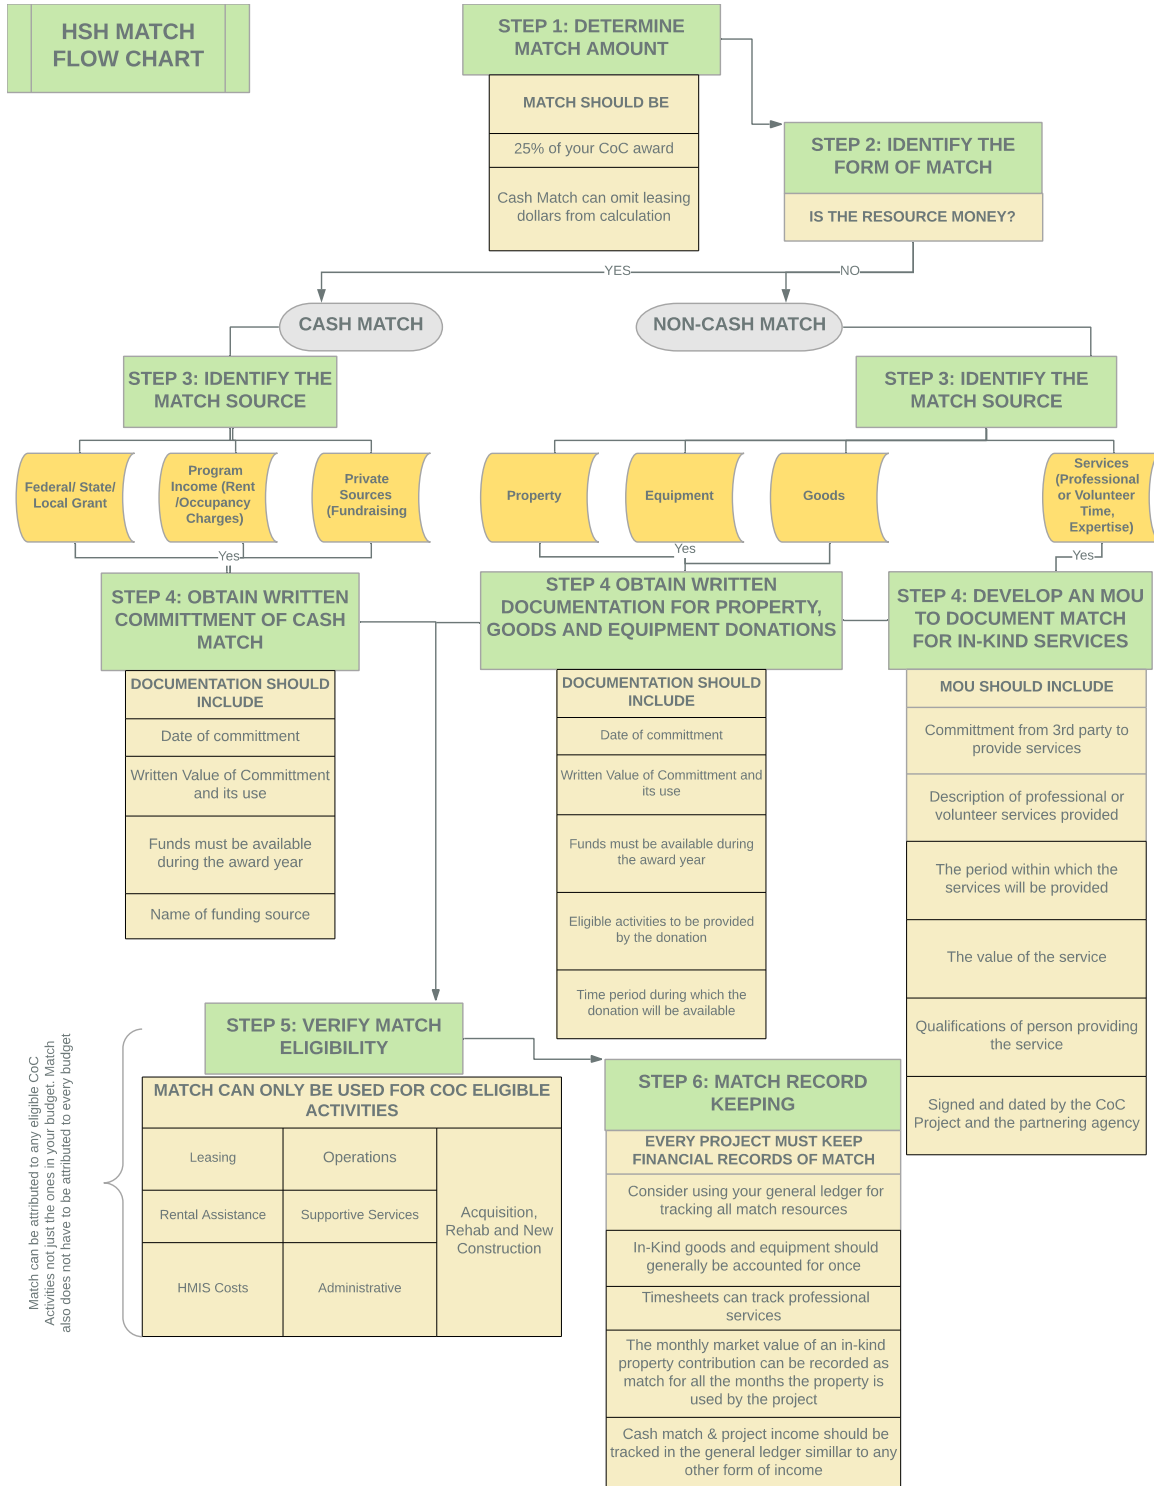 HSH MATCH
FLOW CHART
STEP 1: DETERMINE
MATCH AMOUNT
MATCH SHOULD BE
25% of your CoC award
Cash Match can omit leasing
dollars from calculation
STEP 2: IDENTIFY THE
FORM OF MATCH
IS THE RESOURCE MONEY?
YES
NO
CASH MATCH
NON-CASH MATCH
STEP 3: IDENTIFY THE
MATCH SOURCE
STEP 3: IDENTIFY THE
MATCH SOURCE
Federal/ State/
Local Grant
Program
Income (Rent
/Occupancy
Charges)
Private
Sources
(Fundraising
Property
Equipment
Goods
Services
(Professional
or Volunteer
Time,
Expertise)
Yes
Yes
Yes
STEP 4: OBTAIN WRITTEN
COMMITTMENT OF CASH
MATCH
DOCUMENTATION SHOULD
INCLUDE
Date of committment
Written Value of Committment
and its use
Funds must be available
during the award year
Name of funding source
STEP 4 OBTAIN WRITTEN
DOCUMENTATION FOR PROPERTY,
GOODS AND EQUIPMENT DONATIONS
DOCUMENTATION SHOULD
INCLUDE
Date of committment
Written Value of Committment and
its use
Funds must be available during
the award year
Eligible activities to be provided
by the donation
Time period during which the
donation will be available
STEP 4: DEVELOP AN MOU
TO DOCUMENT MATCH
FOR IN-KIND SERVICES
MOU SHOULD INCLUDE
Committment from 3rd party to
provide services
Description of professional or
volunteer services provided
The period within which the
services will be provided
The value of the service
Qualifications of person providing
the service
Signed and dated by the CoC
Project and the partnering agency
STEP 5: VERIFY MATCH
ELIGIBILITY
MATCH CAN ONLY BE USED FOR COC ELIGIBLE
ACTIVITIES
Leasing
Operations
Rental Assistance
Supportive Services
HMIS Costs
Administrative
Acquisition,
Rehab and New
Construction
Match can be attributed to any eligible CoC
Activities not just the ones in your budget. Match
also does not have to be attributed to every budget
STEP 6: MATCH RECORD
KEEPING
EVERY PROJECT MUST KEEP
FINANCIAL RECORDS OF MATCH
Consider using your general ledger for
tracking all match resources
In-Kind goods and equipment should
generally be accounted for once
Timesheets can track professional
services
The monthly market value of an in-kind
property contribution can be recorded as
match for all the months the property is
used by the project
Cash match & project income should be
tracked in the general ledger simillar to any
other form of income